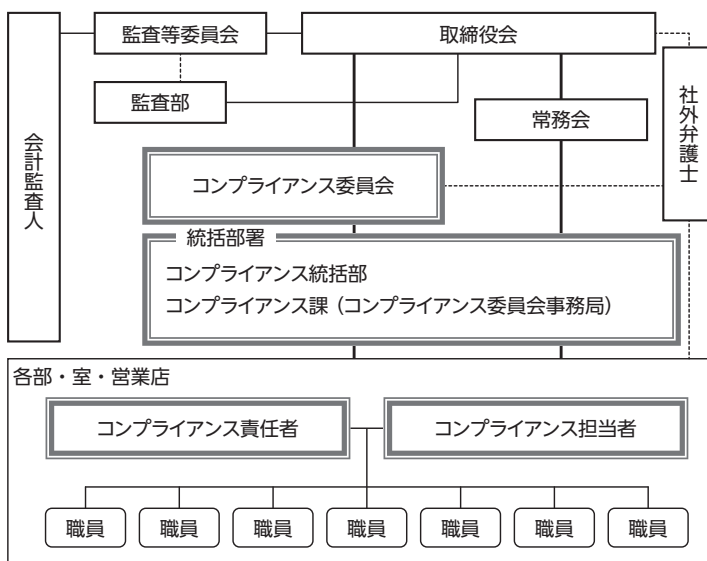 監査等委員会
取締役会
監査部
常務会
社外弁護士
会計監査人
コンプライアンス委員会
統括部署
コンプライアンス統括部
コンプライアンス課（コンプライアンス委員会事務局）
各部・室・営業店
コンプライアンス責任者
コンプライアンス担当者
職員
職員
職員
職員
職員
職員
職員